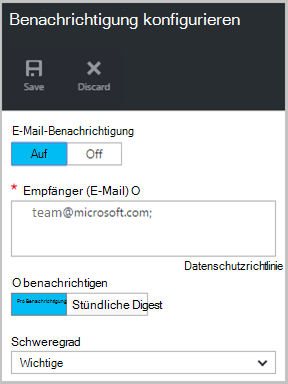 Benachrichtigung konfigurieren
Save Discard
E-Mail-Benachrichtigung
Auf Off
* Empfänger (E-Mail) O
team@microsoft.com;
Datenschutzrichtlinie
O benachrichtigen
Pro Benachrichtigung Stündliche Digest
Schweregrad
Wichtige